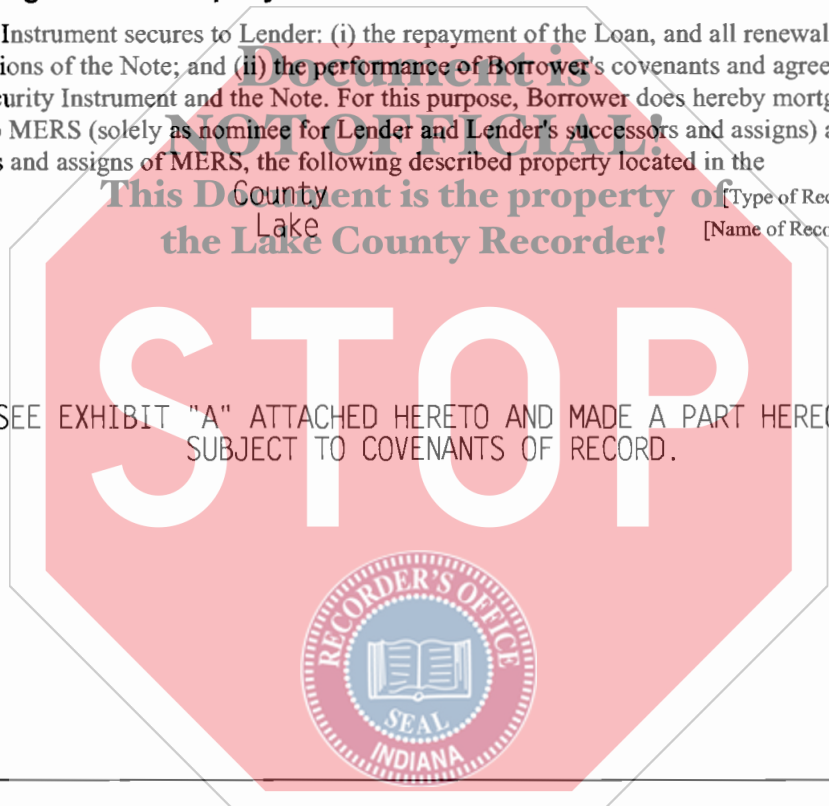 Instrument secures to Lender: (i) the repayment of the Loan, and all renewal
ions of the Note; and (ii) the performance of Borrower's covenants and agree
curity Instrument and the Note. For this purpose, Borrower does hereby mortg
MERS (solely as nominee for Lender and Lender's successors and assigns) a
s and assigns of MERS, the following described property located in the
County [Type of Rec
Lake [Name of Reco
Document is
NOT OFFICIAL!
This Document is the property of
the Lake County Recorder!
STOP
SEE EXHIBIT "A" ATTACHED HERETO AND MADE A PART HEREO
SUBJECT TO COVENANTS OF RECORD.
RECORDER'S OFFICE
SEAL
INDIANA